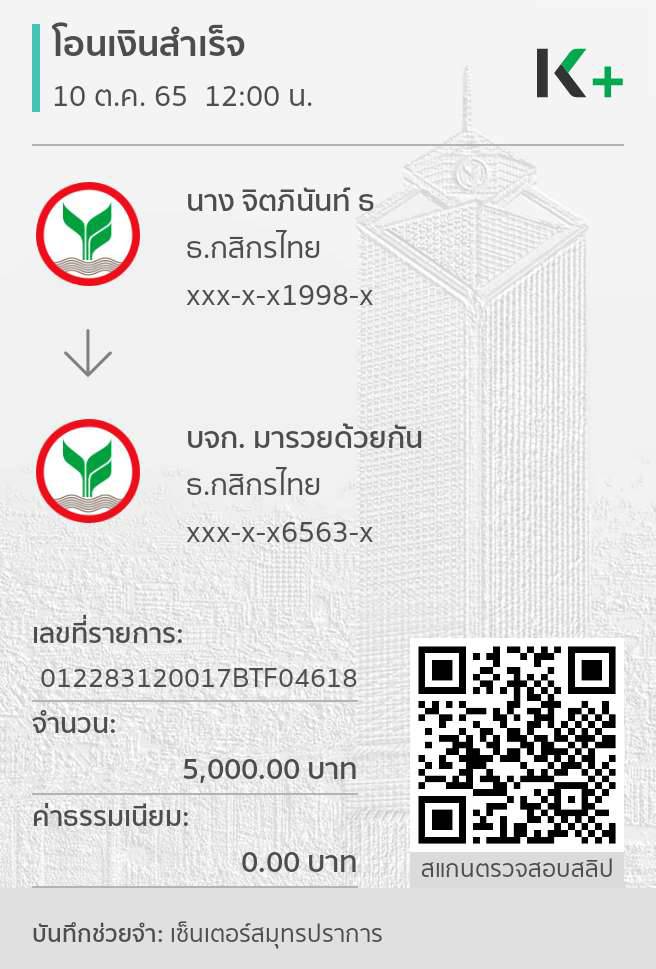 โอนเงินสำเร็จ
10 ต.ค. 65  12:00 น.
K+
นาง จิตภินันท์ ธ
ธ.กสิกรไทย
xxx-x-x1998-x
บจก. มารวยด้วยกัน
ธ.กสิกรไทย
xxx-x-x6563-x
เลขที่รายการ:
012283120017BTF04618
จำนวน:
5,000.00 บาท
ค่าธรรมเนียม:
0.00 บาท
สแกนตรวจสอบสลิป
บันทึกช่วยจำ: เซ็นเตอร์สมุทรปราการ